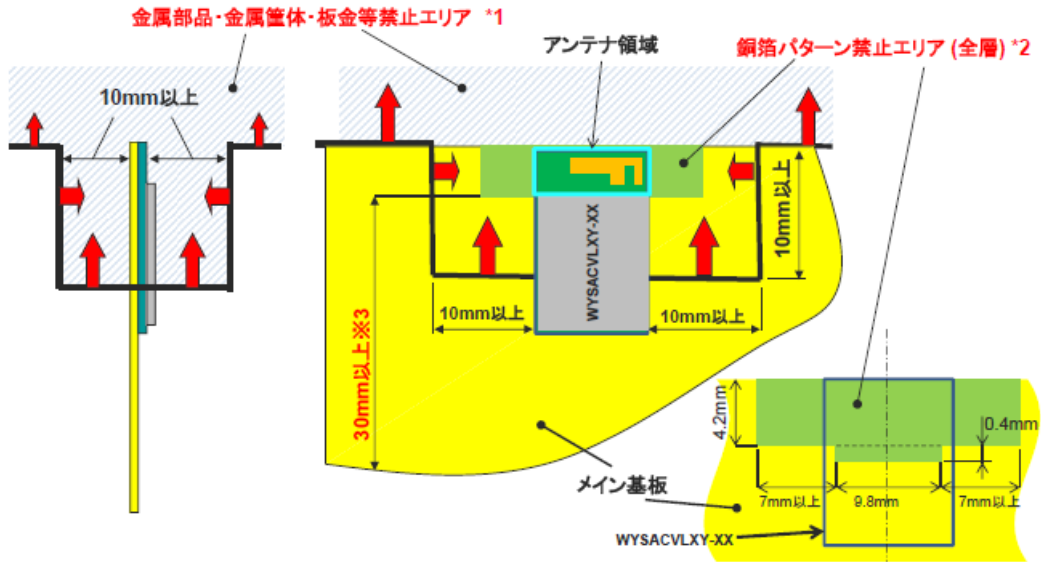 金属部品・金属筐体・板金等禁止エリア *1
アンテナ領域
銅箔パターン禁止エリア (全層) *2
10mm以上
10mm以上
WYSACVLXY-XX
10mm以上
10mm以上
30mm以上※3
4.2mm
0.4mm
7mm以上
9.8mm
7mm以上
メイン基板
WYSACVLXY-XX